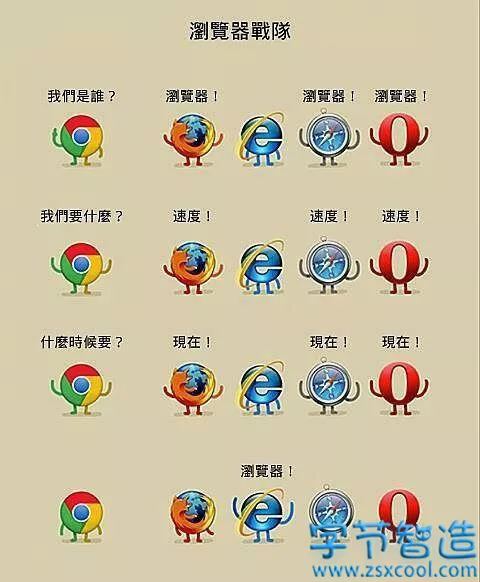 瀏覽器戰隊
我們是誰？ 瀏覽器！ 瀏覽器！ 瀏覽器！
我們要什麼？ 速度！ 速度！ 速度！
什麼時候要？ 現在！ 現在！ 現在！
瀏覽器！
字节智造
www.zsxcool.com